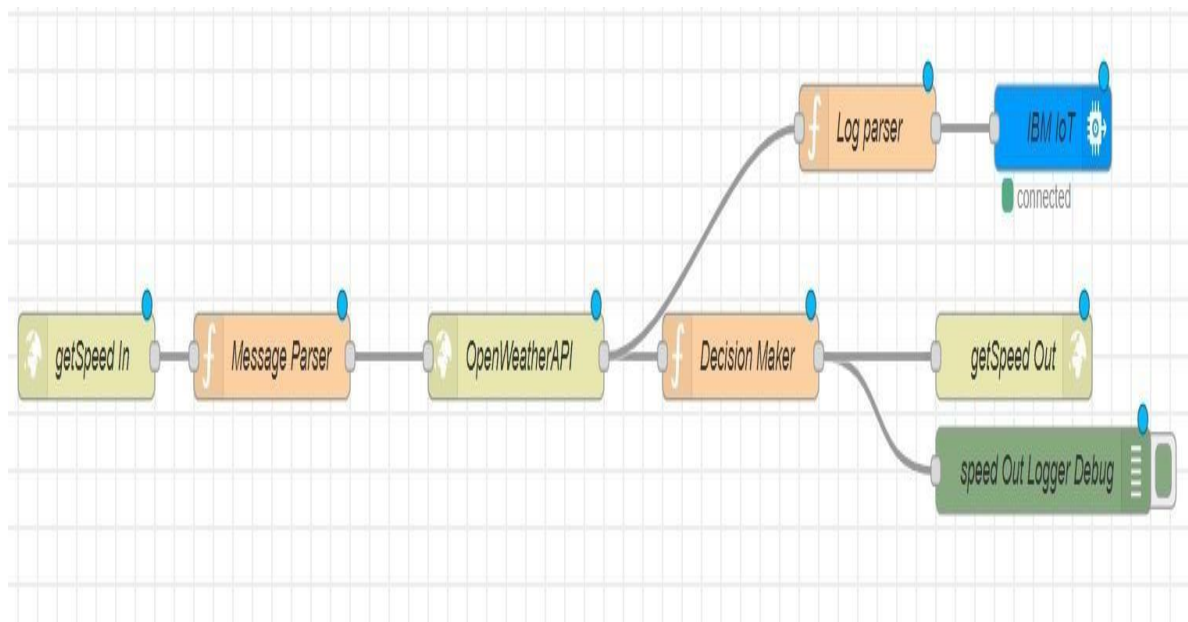 Log parser
IBM IoT
connected
getSpeed In
Message Parser
OpenWeatherAPI
Decision Maker
getSpeed Out
speed Out Logger Debug